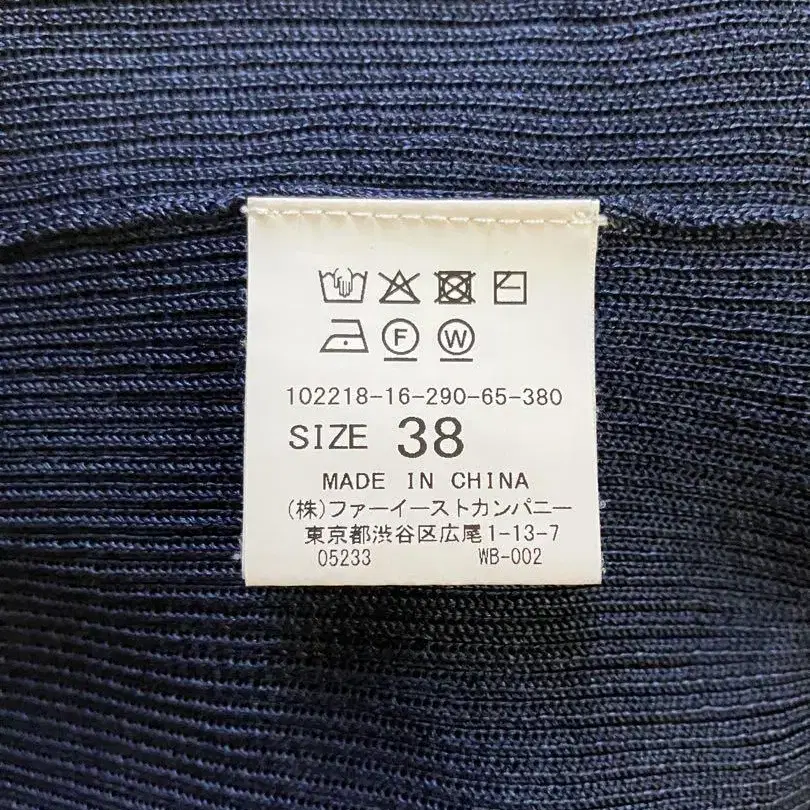 F W
102218-16-290-65-380
SIZE 38
MADE IN CHINA
(株)ファーイーストカンパニー
東京都渋谷区広尾1-13-7
05233 WB-002